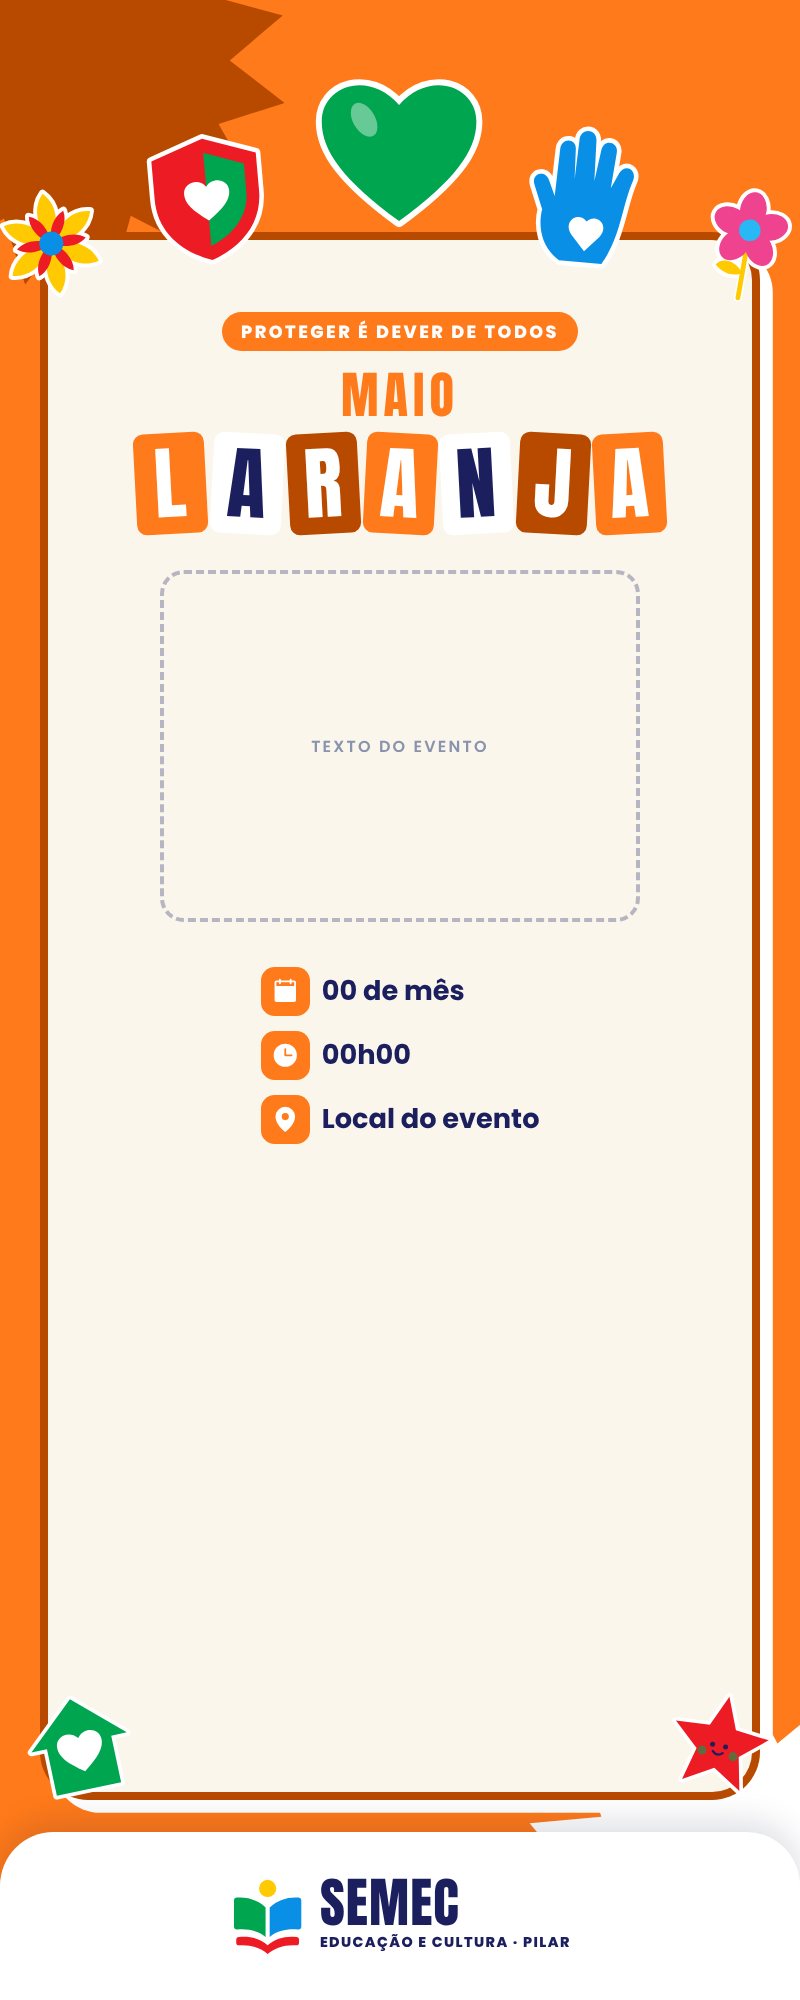 PROTEGER É DEVER DE TODOS
MAIO
LARANJA
TEXTO DO EVENTO
00 de mês
00h00
Local do evento
SEMEC
EDUCAÇÃO E CULTURA · PILAR